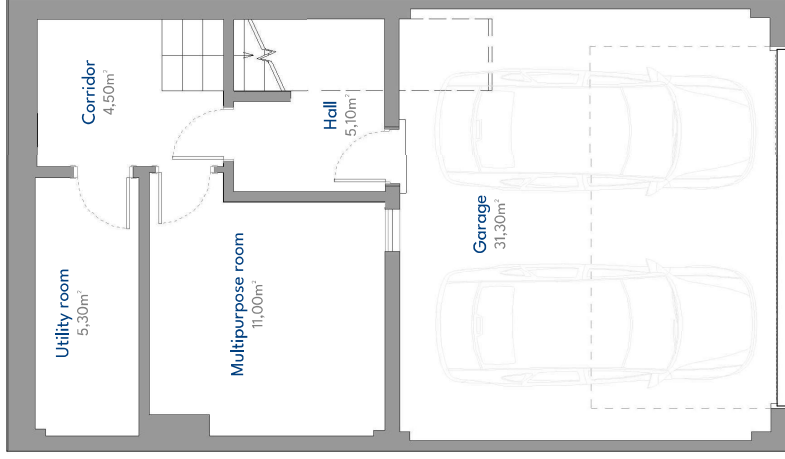 Corridor
4,50m²
Hall
5,10m²
Garage
31,30m²
Utility room
5,30m²
Multipurpose room
11,00m²